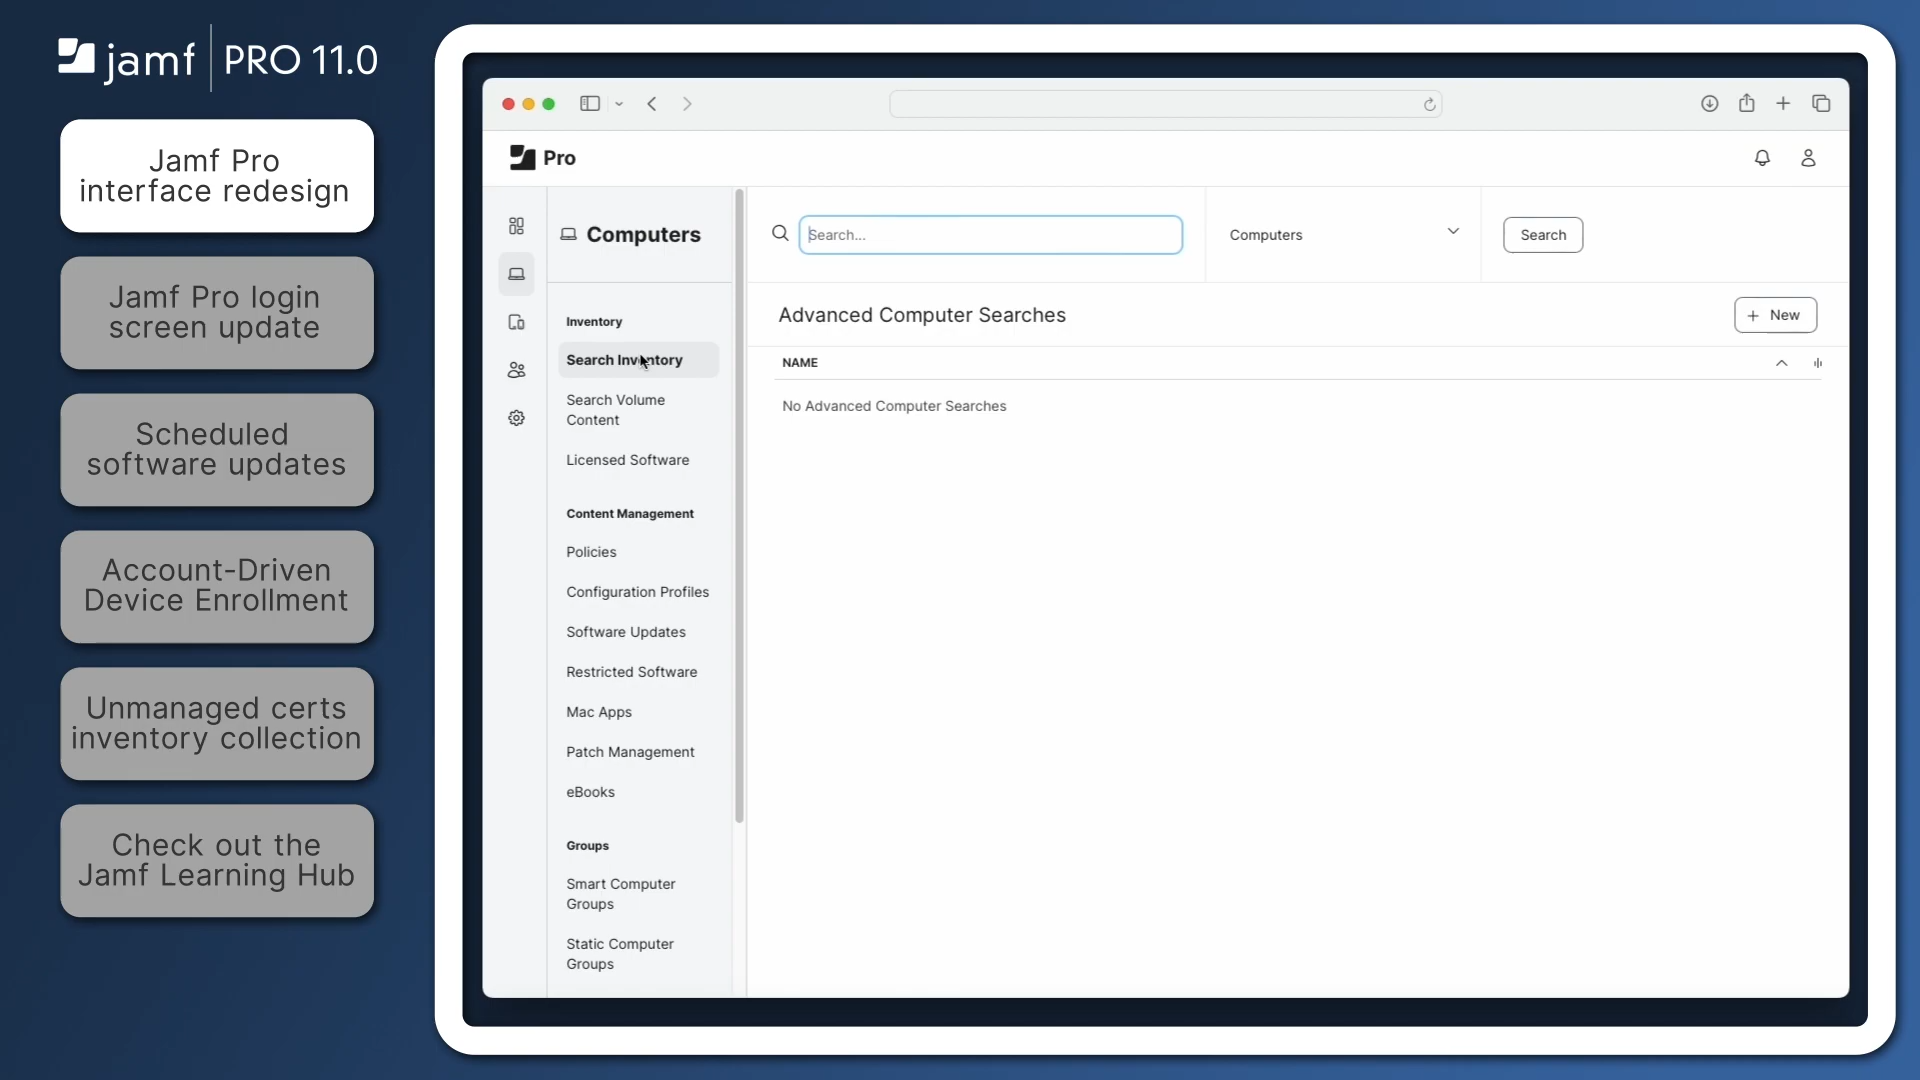 jamf PRO 11.0
Jamf Pro
interface redesign
Jamf Pro login
screen update
Scheduled
software updates
Account-Driven
Device Enrollment
Unmanaged certs
inventory collection
Check out the
Jamf Learning Hub
Pro
Computers
Inventory
Search Inventory
Search Volume
Content
Licensed Software
Content Management
Policies
Configuration Profiles
Software Updates
Restricted Software
Mac Apps
Patch Management
eBooks
Groups
Smart Computer
Groups
Static Computer
Groups
Search...
Computers
Search
Advanced Computer Searches
+ New
NAME
No Advanced Computer Searches